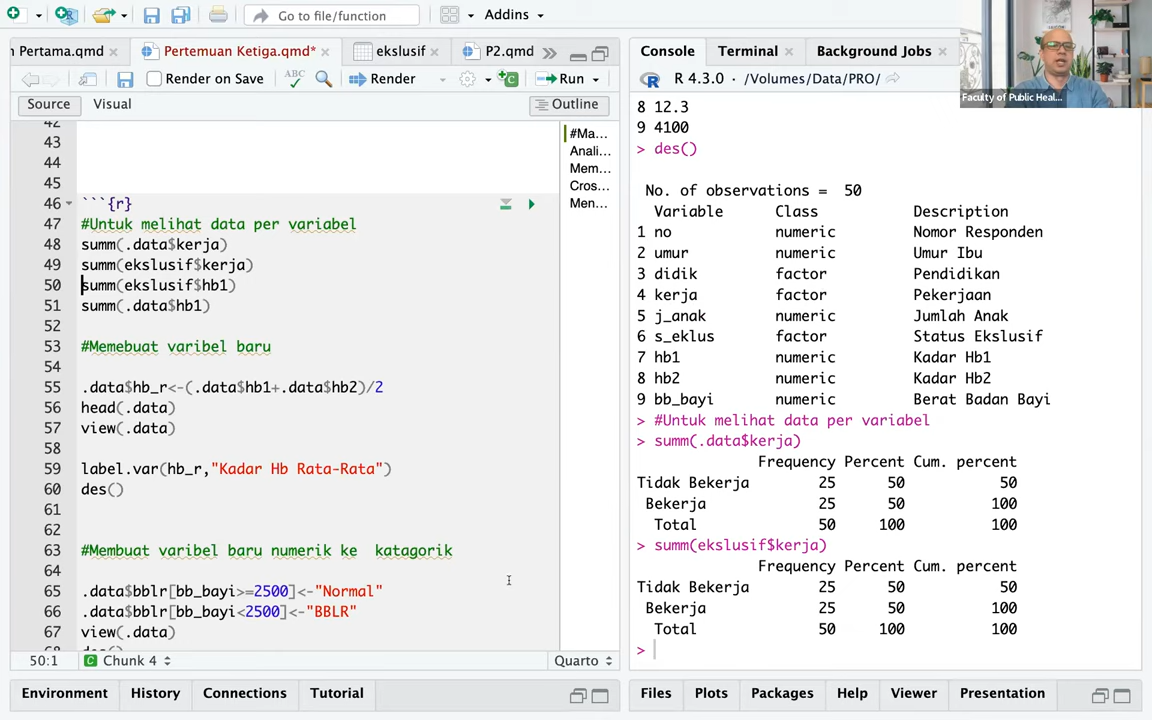 Go to file/function
Addins
n Pertama.qmd
Pertemuan Ketiga.qmd*
ekslusif
P2.qmd
Render on Save
ABC
Render
Run
Source
Visual
Outline
42
43
44
45
46 ```{r}
47 #Untuk melihat data per variabel
48 summ(.data$kerja)
49 summ(ekslusif$kerja)
50 summ(ekslusif$hb1)
51 summ(.data$hb1)
52
53 #Memebuat varibel baru
54
55 .data$hb_r<-(.data$hb1+.data$hb2)/2
56 head(.data)
57 view(.data)
58
59 label.var(hb_r,"Kadar Hb Rata-Rata")
60 des()
61
62
63 #Membuat varibel baru numerik ke katagorik
64
65 .data$bblr[bb_bayi>=2500]<-"Normal"
66 .data$bblr[bb_bayi<2500]<-"BBLR"
67 view(.data)
68 des()
#Ma...
Anali...
Mem...
Cros...
Men...
50:1
Chunk 4
Quarto
Environment
History
Connections
Tutorial
Console
Terminal
Background Jobs
R 4.3.0 · /Volumes/Data/PRO/
Faculty of Public Heal...
8 12.3
9 4100
> des()
No. of observations = 50
Variable Class Description
1 no numeric Nomor Responden
2 umur numeric Umur Ibu
3 didik factor Pendidikan
4 kerja factor Pekerjaan
5 j_anak numeric Jumlah Anak
6 s_eklus factor Status Ekslusif
7 hb1 numeric Kadar Hb1
8 hb2 numeric Kadar Hb2
9 bb_bayi numeric Berat Badan Bayi
> #Untuk melihat data per variabel
> summ(.data$kerja)
Frequency Percent Cum. percent
Tidak Bekerja 25 50 50
Bekerja 25 50 100
Total 50 100 100
> summ(ekslusif$kerja)
Frequency Percent Cum. percent
Tidak Bekerja 25 50 50
Bekerja 25 50 100
Total 50 100 100
>
Files
Plots
Packages
Help
Viewer
Presentation